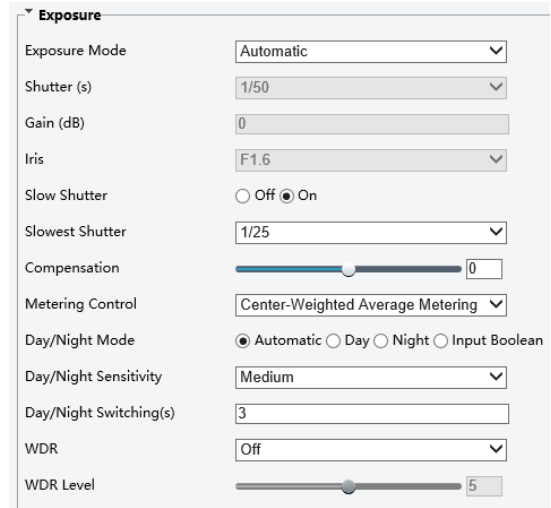 Exposure
Exposure Mode Automatic
Shutter (s) 1/50
Gain (dB) 0
Iris F1.6
Slow Shutter Off On
Slowest Shutter 1/25
Compensation 0
Metering Control Center-Weighted Average Metering
Day/Night Mode Automatic Day Night Input Boolean
Day/Night Sensitivity Medium
Day/Night Switching(s) 3
WDR Off
WDR Level 5